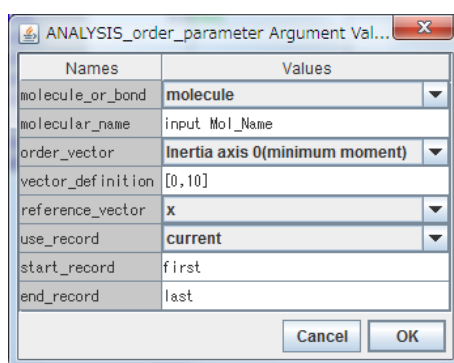 ANALYSIS_order_parameter Argument Val...
Names Values
molecule_or_bond molecule
molecular_name input Mol_Name
order_vector Inertia axis 0(minimum moment)
vector_definition [0,10]
reference_vector x
use_record current
start_record first
end_record last
Cancel OK